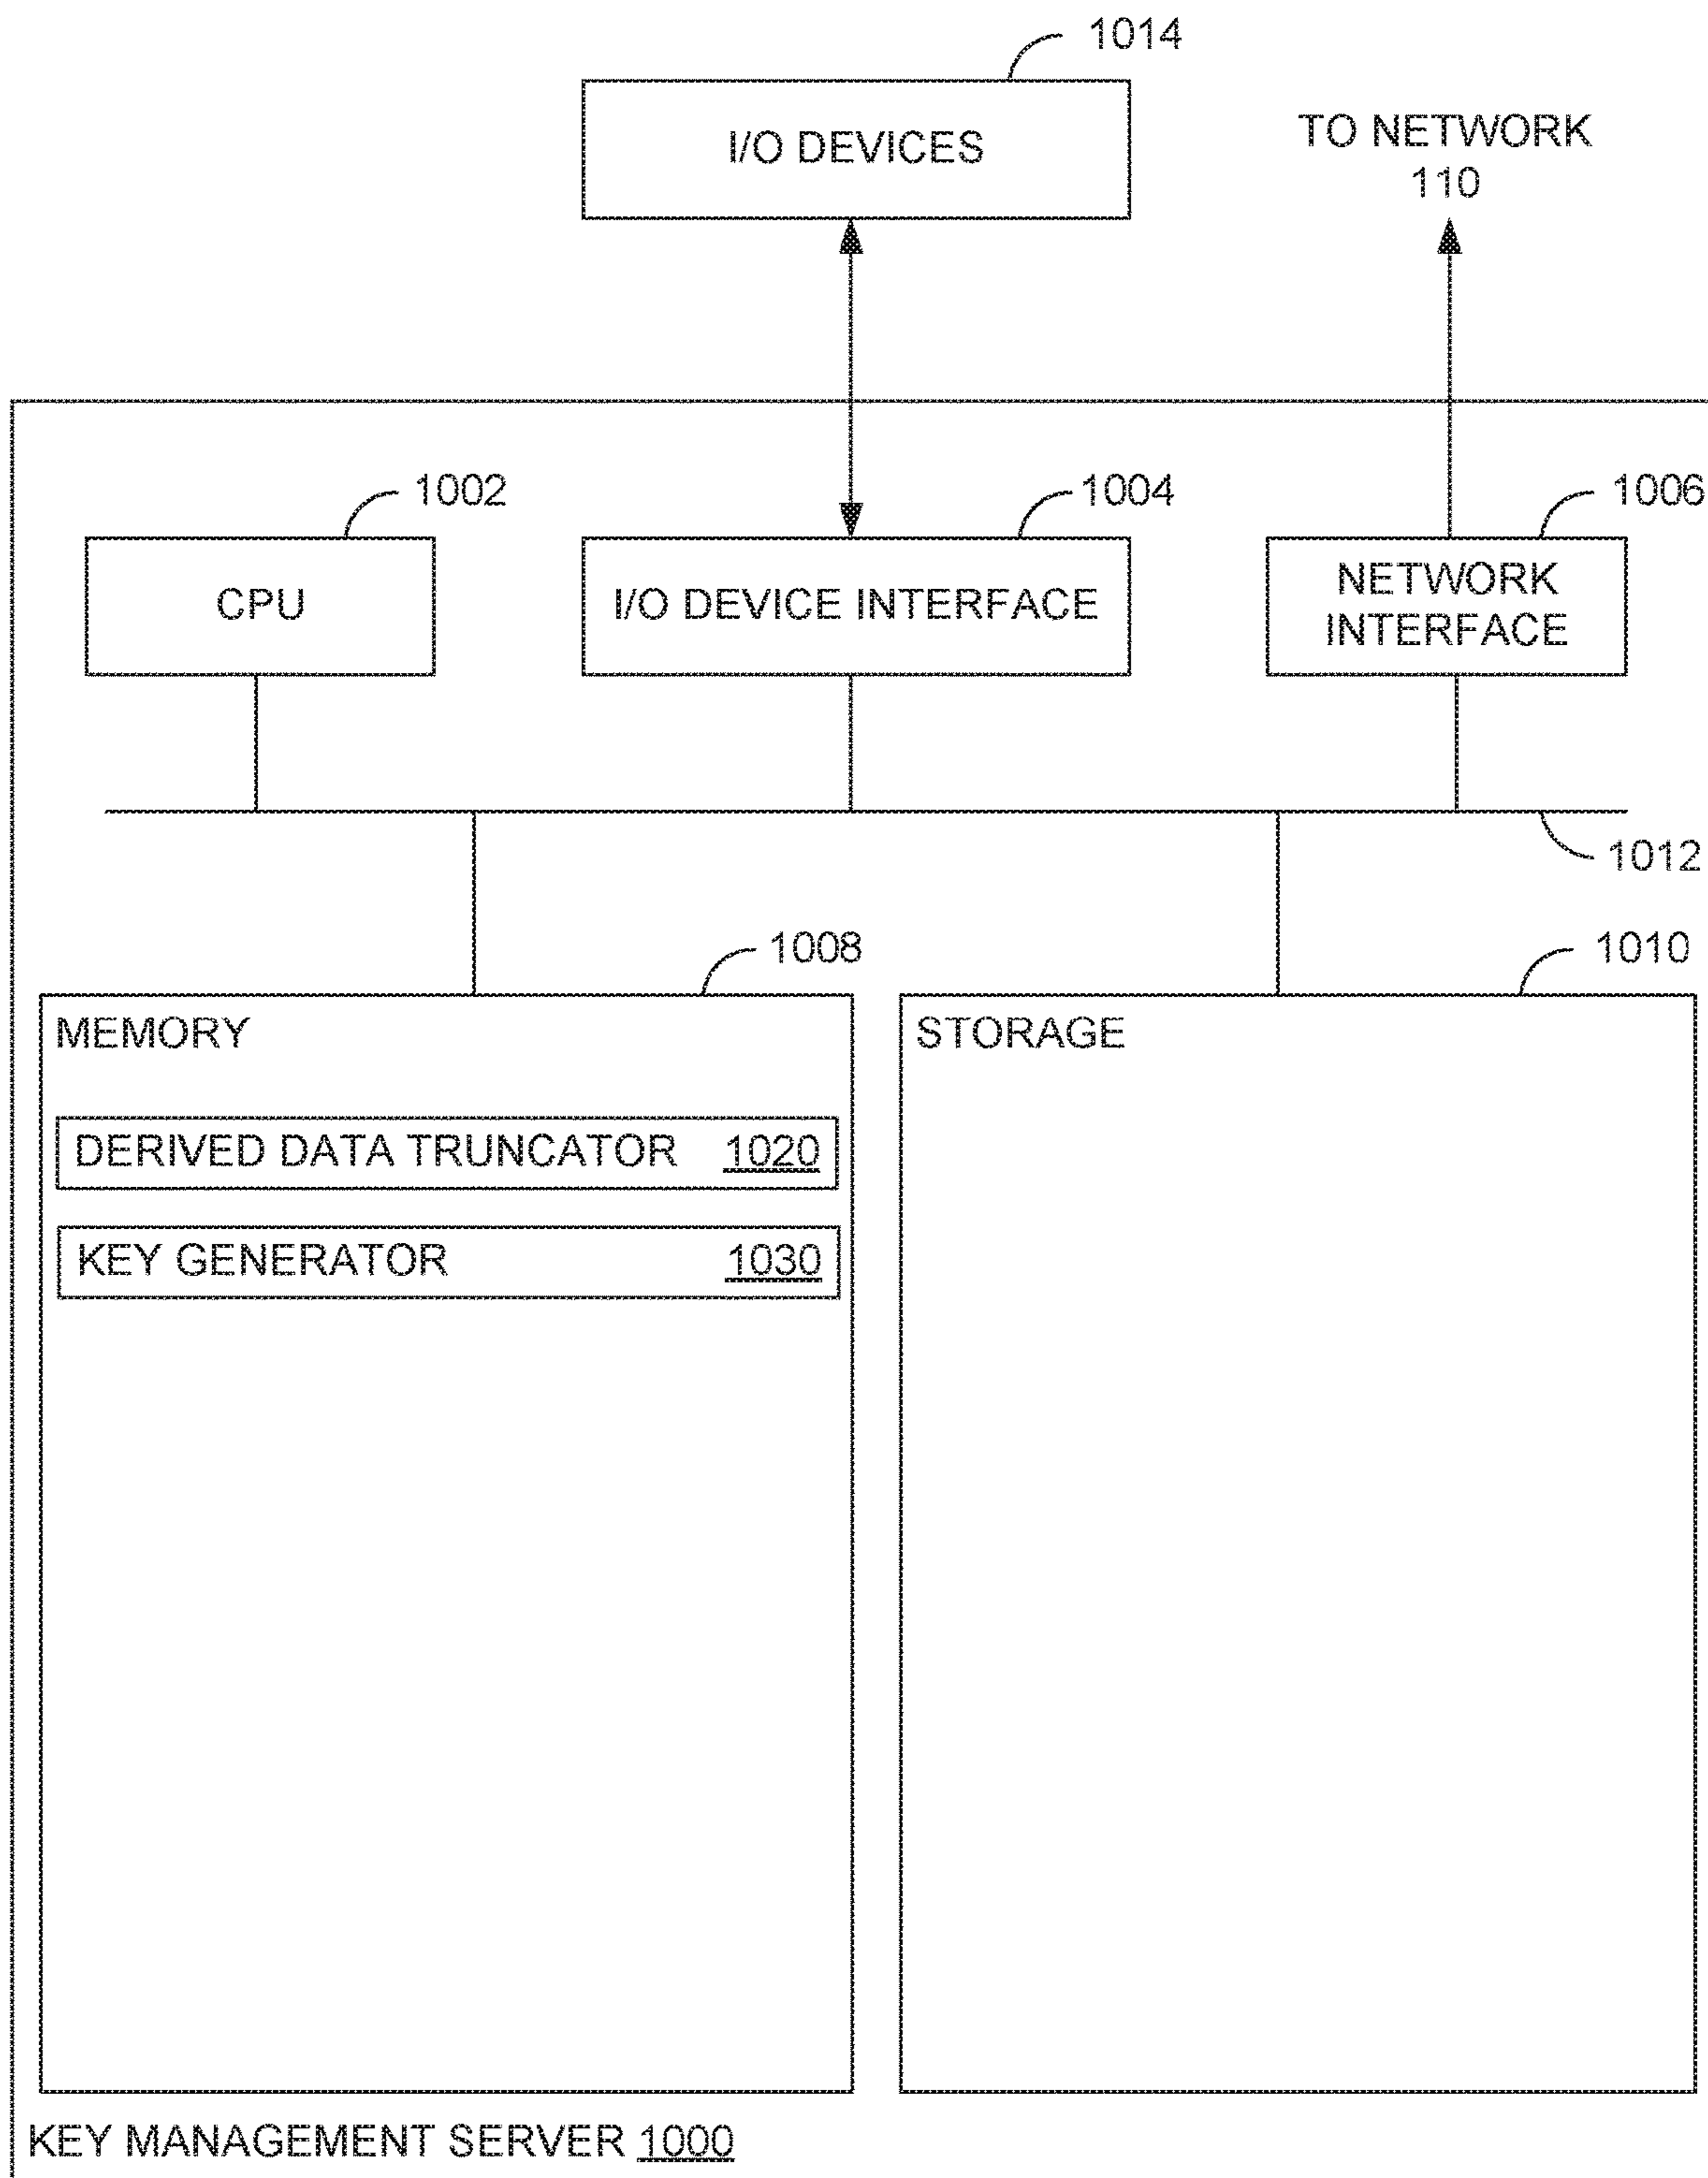 1014
I/O DEVICES
TO NETWORK
110
1002
1004
1006
CPU
I/O DEVICE INTERFACE
NETWORK
INTERFACE
1012
1008
1010
MEMORY
STORAGE
DERIVED DATA TRUNCATOR 1020
KEY GENERATOR 1030
KEY MANAGEMENT SERVER 1000